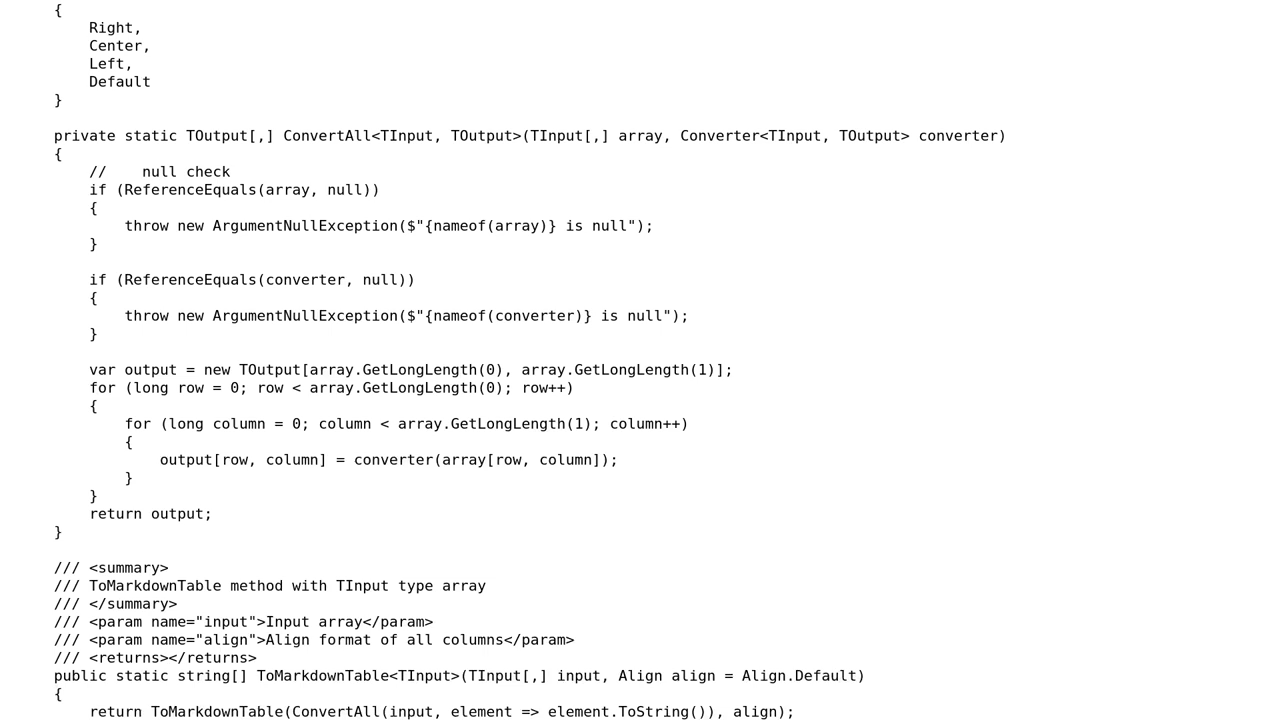 {
    Right,
    Center,
    Left,
    Default
}

private static TOutput[,] ConvertAll<TInput, TOutput>(TInput[,] array, Converter<TInput, TOutput> converter)
{
    //    null check
    if (ReferenceEquals(array, null))
    {
        throw new ArgumentNullException($"{nameof(array)} is null");
    }

    if (ReferenceEquals(converter, null))
    {
        throw new ArgumentNullException($"{nameof(converter)} is null");
    }

    var output = new TOutput[array.GetLongLength(0), array.GetLongLength(1)];
    for (long row = 0; row < array.GetLongLength(0); row++)
    {
        for (long column = 0; column < array.GetLongLength(1); column++)
        {
            output[row, column] = converter(array[row, column]);
        }
    }
    return output;
}

/// <summary>
/// ToMarkdownTable method with TInput type array
/// </summary>
/// <param name="input">Input array</param>
/// <param name="align">Align format of all columns</param>
/// <returns></returns>
public static string[] ToMarkdownTable<TInput>(TInput[,] input, Align align = Align.Default)
{
    return ToMarkdownTable(ConvertAll(input, element => element.ToString()), align);